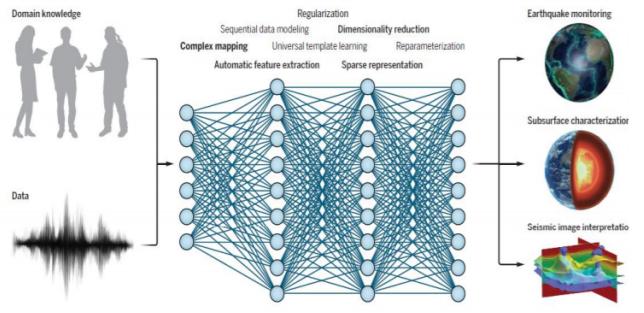 Domain knowledge
Data
Regularization
Sequential data modeling Dimensionality reduction
Complex mapping Universal template learning Reparameterization
Automatic feature extraction Sparse representation
Earthquake monitoring
Subsurface characterization
Seismic image interpretatio